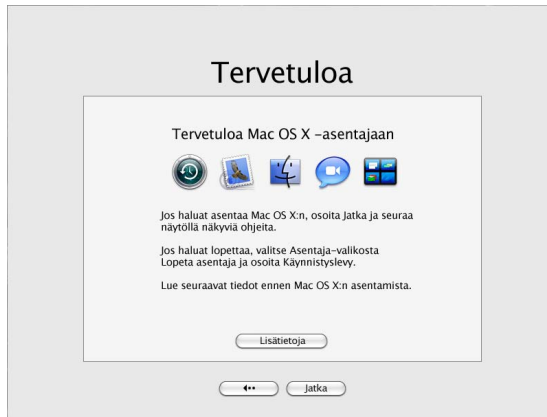 Tervetuloa
Tervetuloa Mac OS X -asentajaan
Jos haluat asentaa Mac OS X:n, osoita Jatka ja seuraa
näytöllä näkyviä ohjeita.
Jos haluat lopettaa, valitse Asentaja-valikosta
Lopeta asentaja ja osoita Käynnistyslevy.
Lue seuraavat tiedot ennen Mac OS X:n asentamista.
Lisätietoja
Jatka